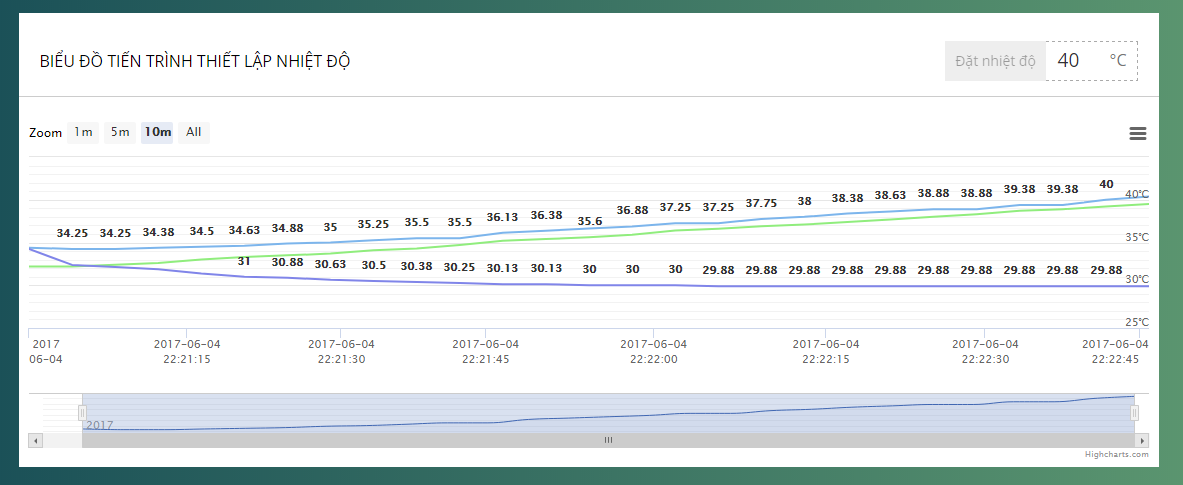 BIỂU ĐỒ TIẾN TRÌNH THIẾT LẬP NHIỆT ĐỘ
Đặt nhiệt độ 40 °C
Zoom 1m 5m 10m All
34.25 34.25 34.38 34.5 34.63 34.88 35 35.25 35.5 35.5 36.13 36.38 35.6 36.88 37.25 37.25 37.75 38 38.38 38.63 38.88 38.88 39.38 39.38 40
40°C
35°C
31 30.88 30.63 30.5 30.38 30.25 30.13 30.13 30 30 30 29.88 29.88 29.88 29.88 29.88 29.88 29.88 29.88 29.88 29.88
30°C
25°C
2017 2017-06-04 2017-06-04 2017-06-04 2017-06-04 2017-06-04 2017-06-04 2017-06-04
06-04 22:21:15 22:21:30 22:21:45 22:22:00 22:22:15 22:22:30 22:22:45
2017
Highcharts.com